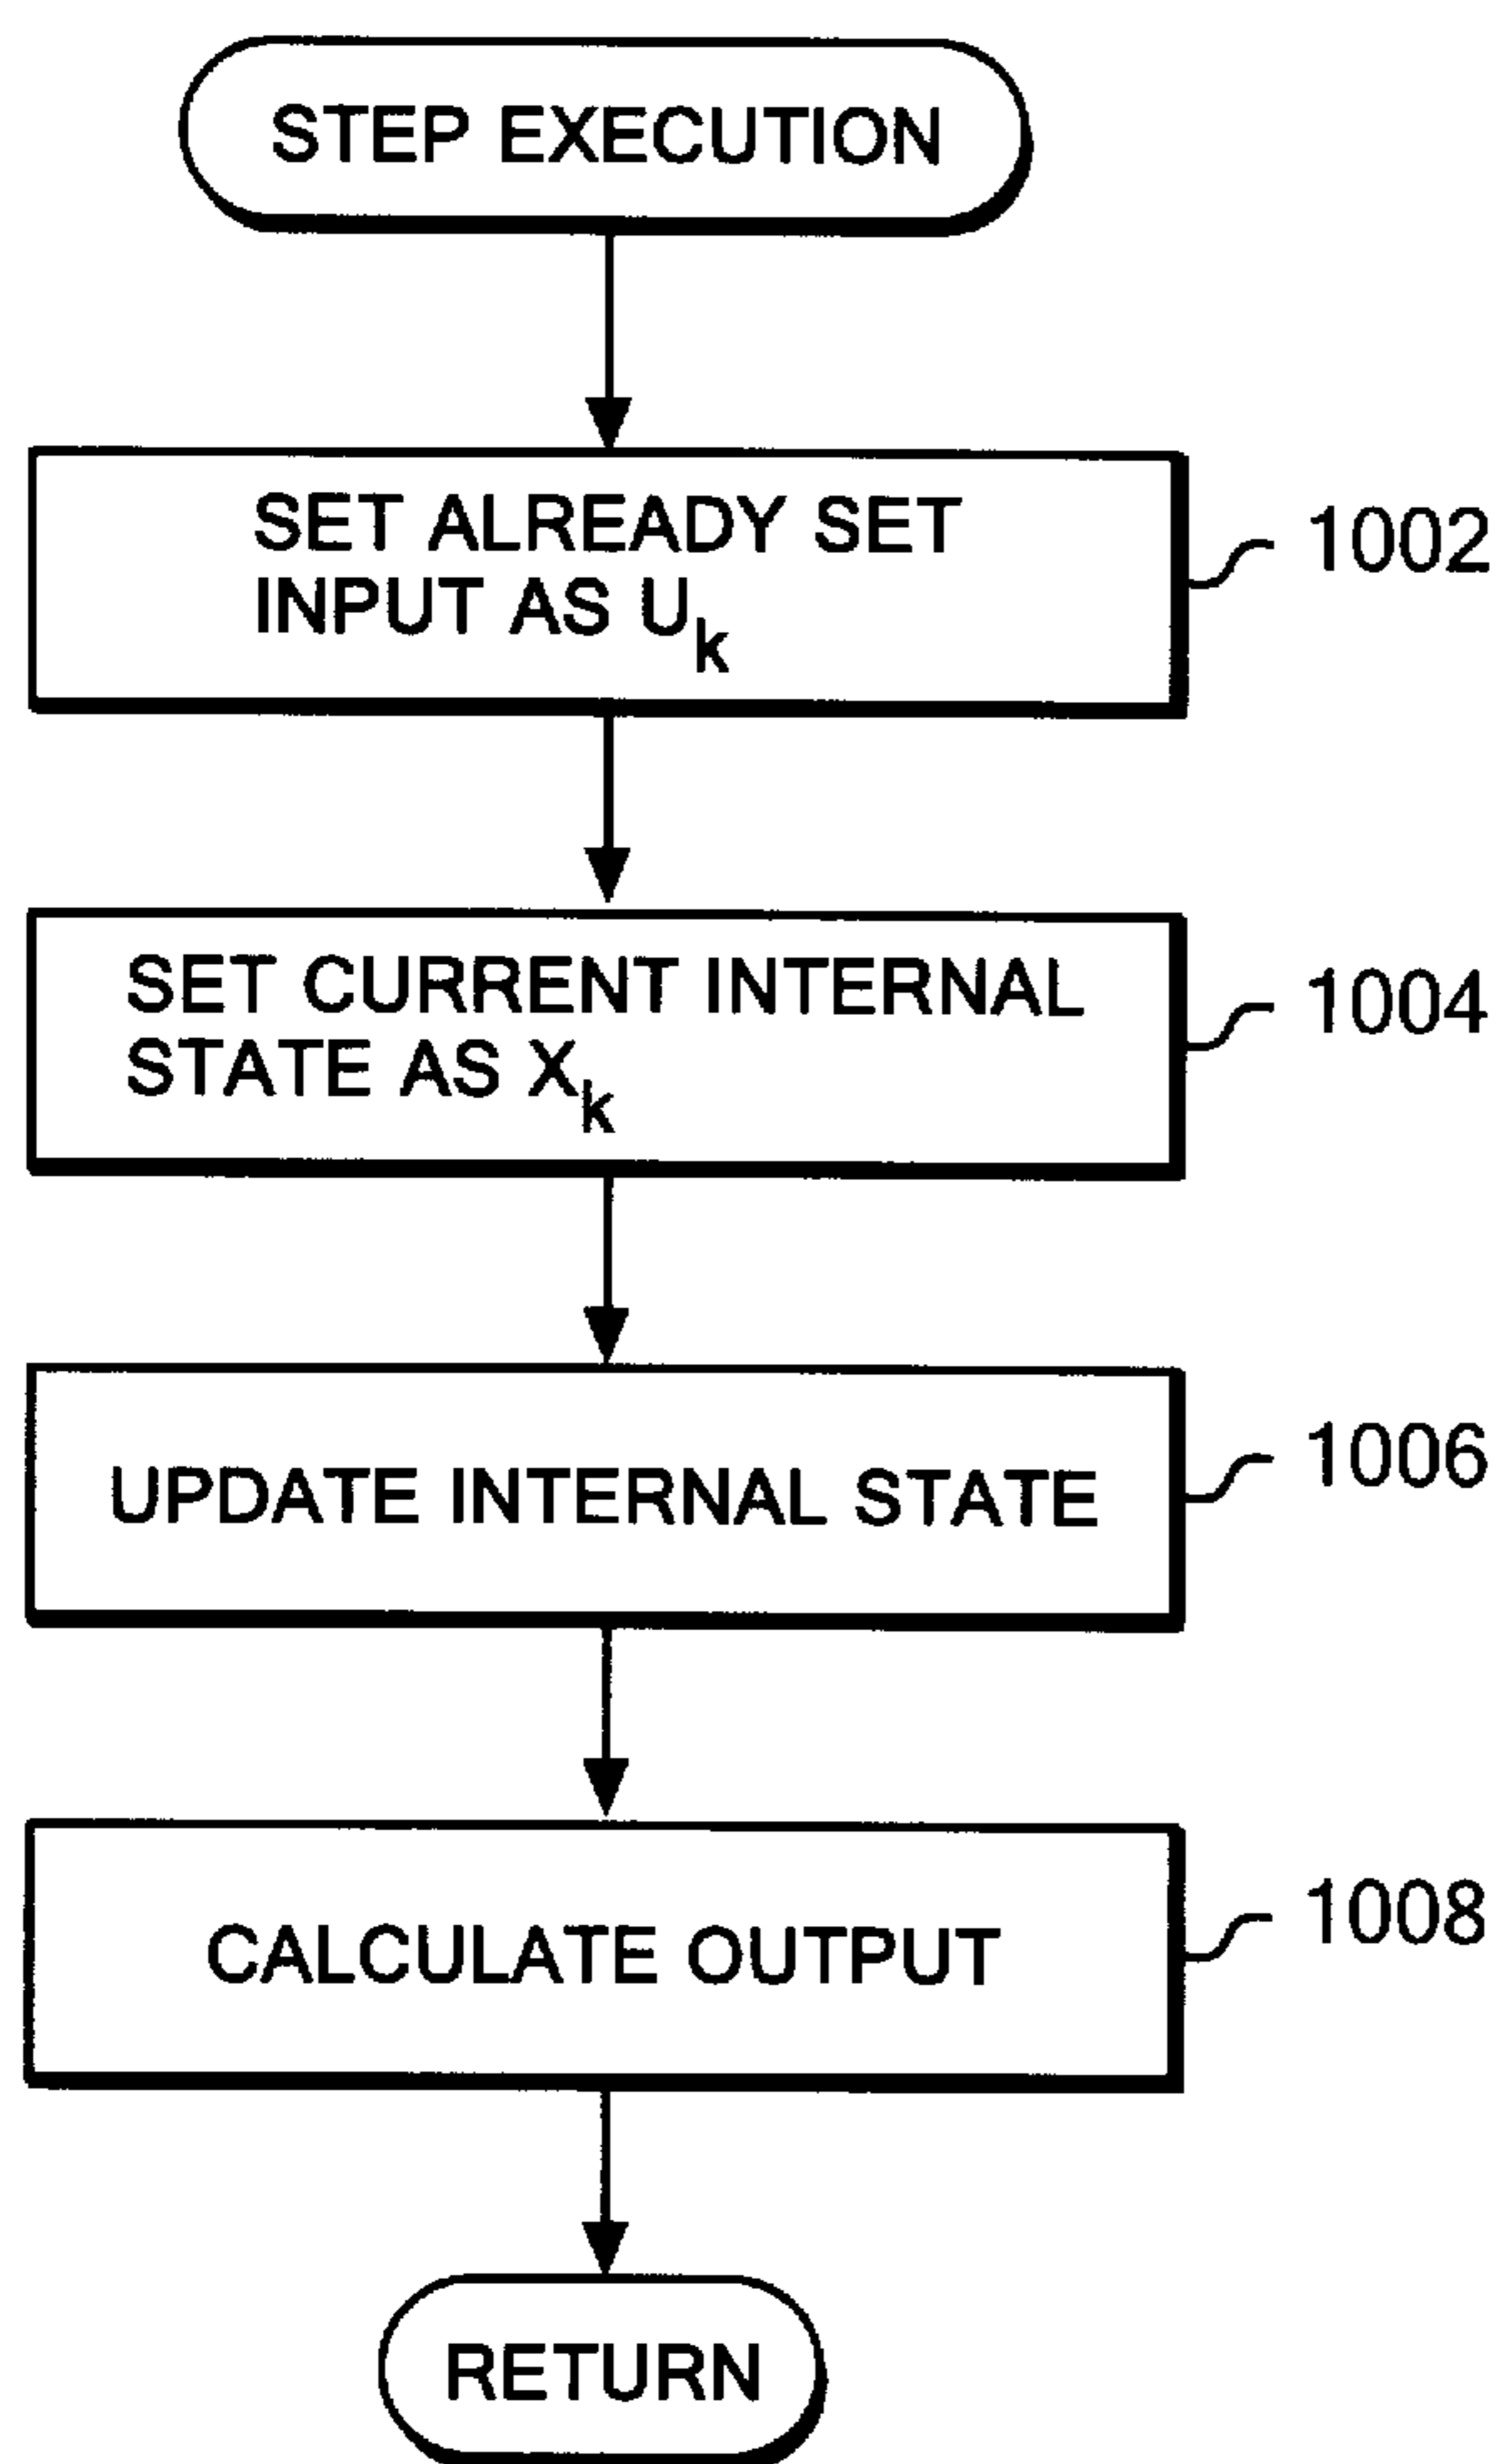 STEP EXECUTION
SET ALREADY SET
INPUT AS Uk
1002
SET CURRENT INTERNAL
STATE AS Xk
1004
UPDATE INTERNAL STATE
1006
CALCULATE OUTPUT
1008
RETURN